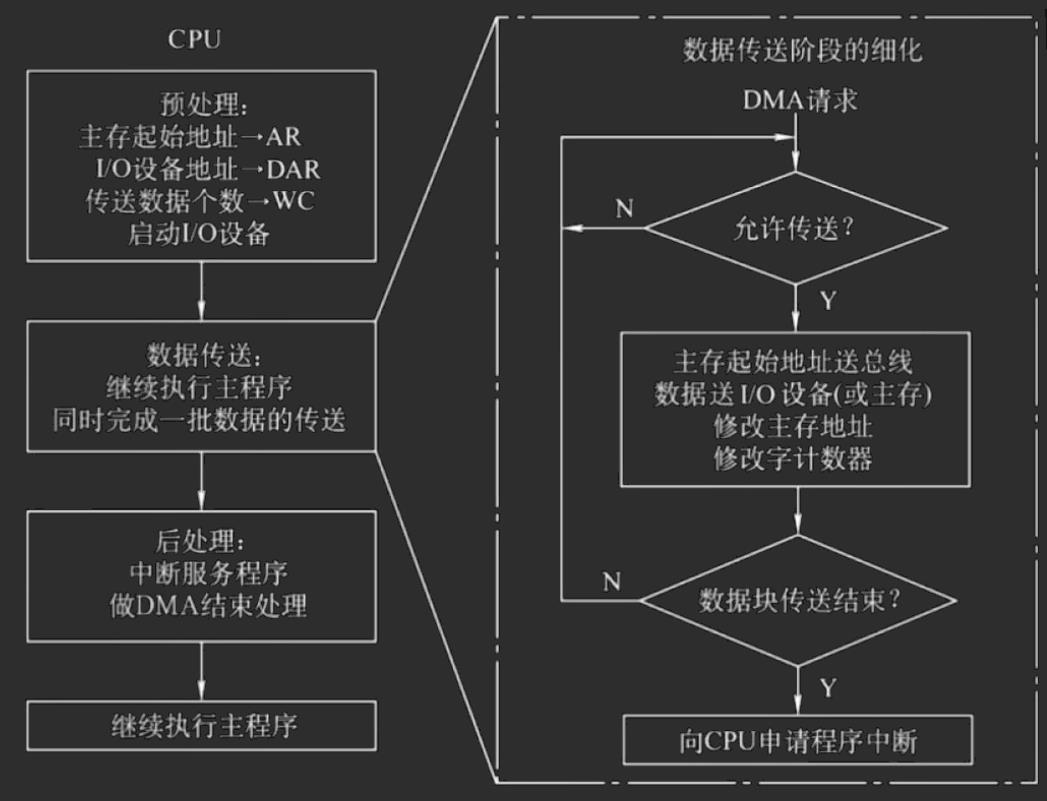 CPU
预处理：
主存起始地址→AR
I/O设备地址→DAR
传送数据个数→WC
启动I/O设备
数据传送：
继续执行主程序
同时完成一批数据的传送
后处理：
中断服务程序
做DMA结束处理
继续执行主程序
数据传送阶段的细化
DMA请求
允许传送？
N
Y
主存起始地址送总线
数据送 I/O 设备(或主存)
修改主存地址
修改字计数器
数据块传送结束？
N
Y
向CPU申请程序中断